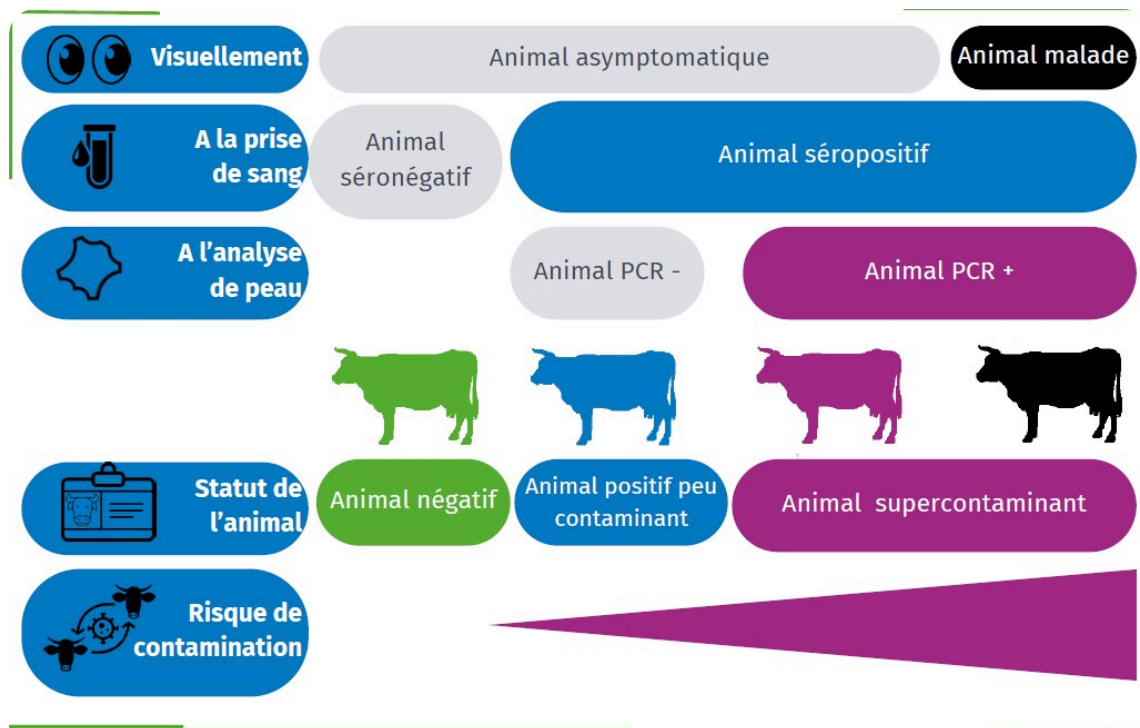 Visuellement
Animal asymptomatique
Animal malade
A la prise
de sang
Animal
séronégatif
Animal séropositif
A l’analyse
de peau
Animal PCR -
Animal PCR +
Statut de
l’animal
Animal négatif
Animal positif peu
contaminant
Animal supercontaminant
Risque de
contamination